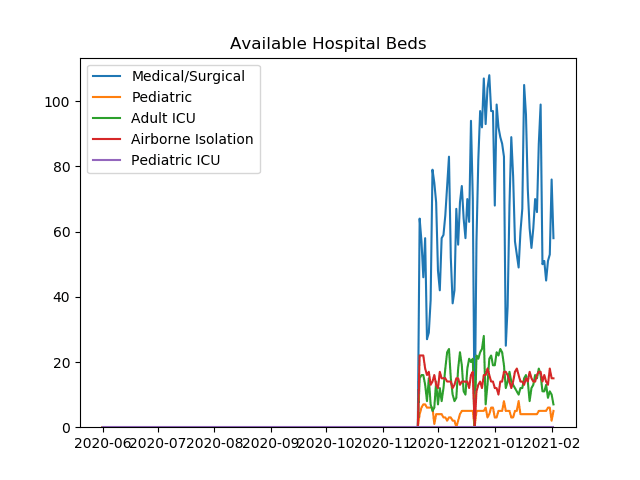 Available Hospital Beds
Medical/Surgical
Pediatric
Adult ICU
Airborne Isolation
Pediatric ICU
100
80
60
40
20
0
2020-06 2020-07 2020-08 2020-09 2020-10 2020-11 2020-12 2021-01 2021-02